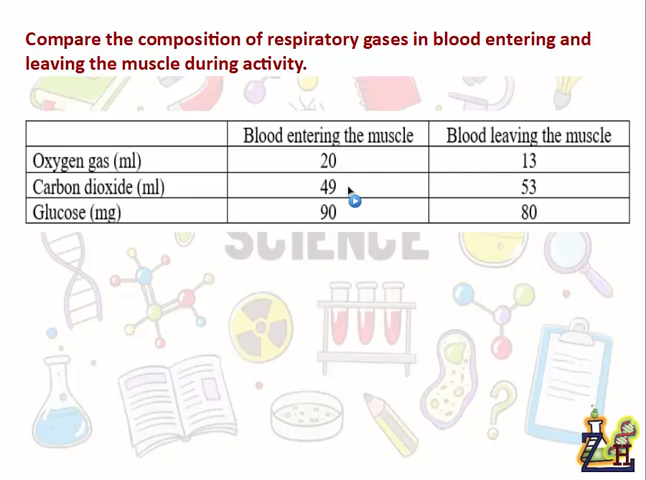 Compare the composition of respiratory gases in blood entering and
leaving the muscle during activity.
Blood entering the muscle Blood leaving the muscle
Oxygen gas (ml) 20 13
Carbon dioxide (ml) 49 53
Glucose (mg) 90 80
SCIENCE
Z H